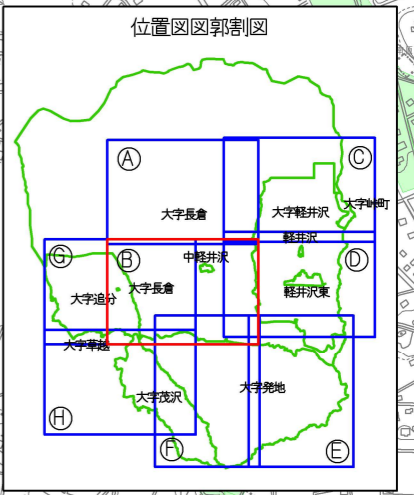 位置図図郭割図
Ⓐ
Ⓒ
大字長倉
大字軽井沢
大字峠町
軽井沢
Ⓖ
Ⓑ
中軽井沢
Ⓓ
大字追分
大字長倉
軽井沢東
大字草越
大字茂沢
大字発地
Ⓗ
Ⓕ
Ⓔ